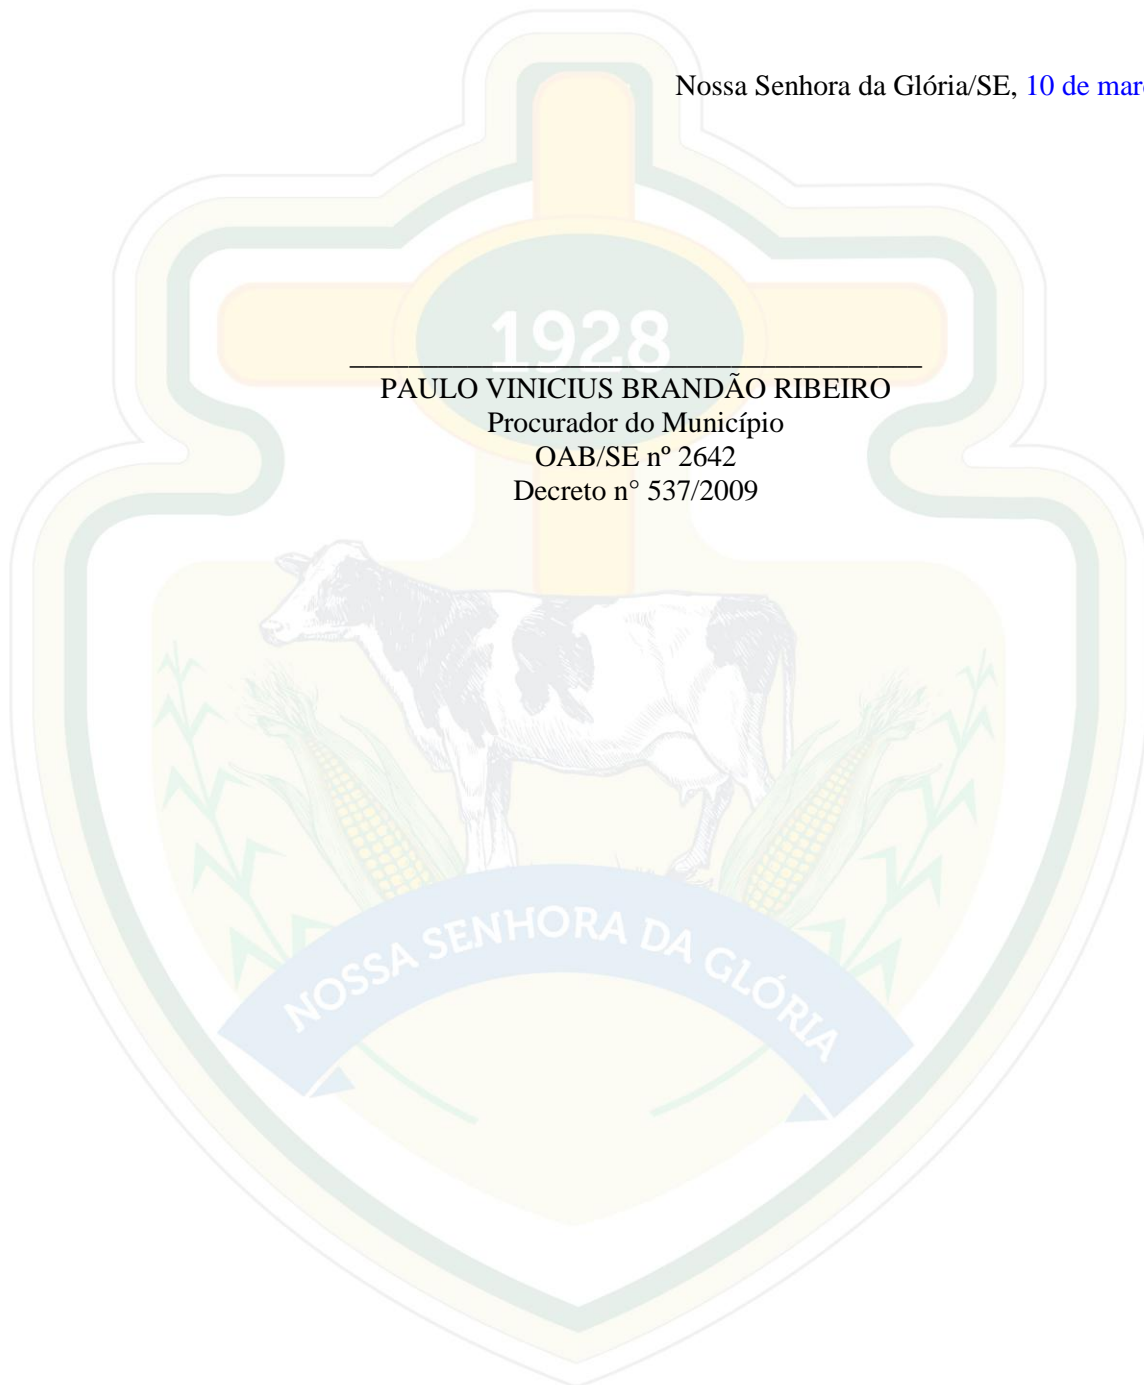 Nossa Senhora da Glória/SE, 10 de mar
1928
PAULO VINICIUS BRANDÃO RIBEIRO
Procurador do Município
OAB/SE nº 2642
Decreto n° 537/2009
NOSSA SENHORA DA GLÓRIA